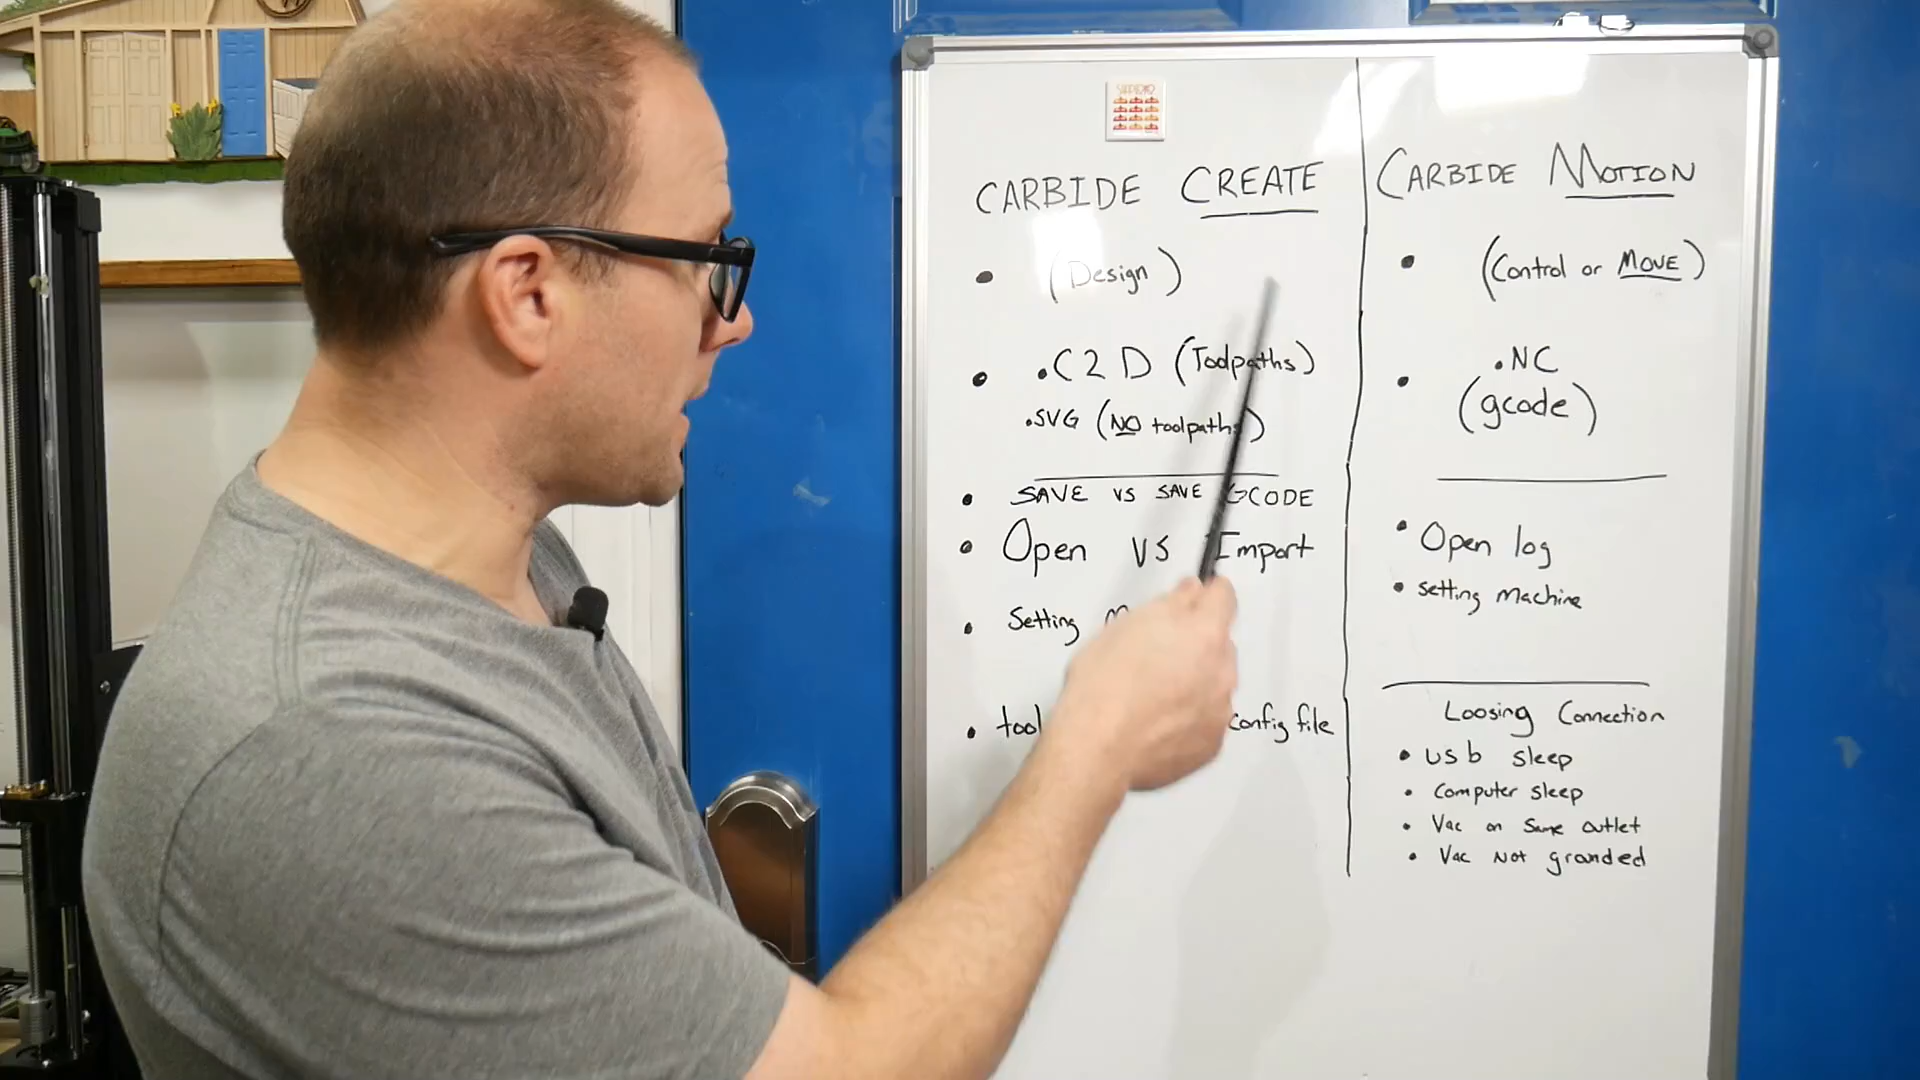 CARBIDE CREATE
• (Design)
• .C2D (Toolpaths)
.SVG (NO toolpaths)
• SAVE VS SAVE GCODE
• Open VS Import
• Setting
• tool config file
CARBIDE MOTION
• (Control or MOVE)
• .NC
(gcode)
• Open log
• setting Machine
Loosing Connection
• usb sleep
• Computer sleep
• Vac on Same outlet
• Vac Not grounded